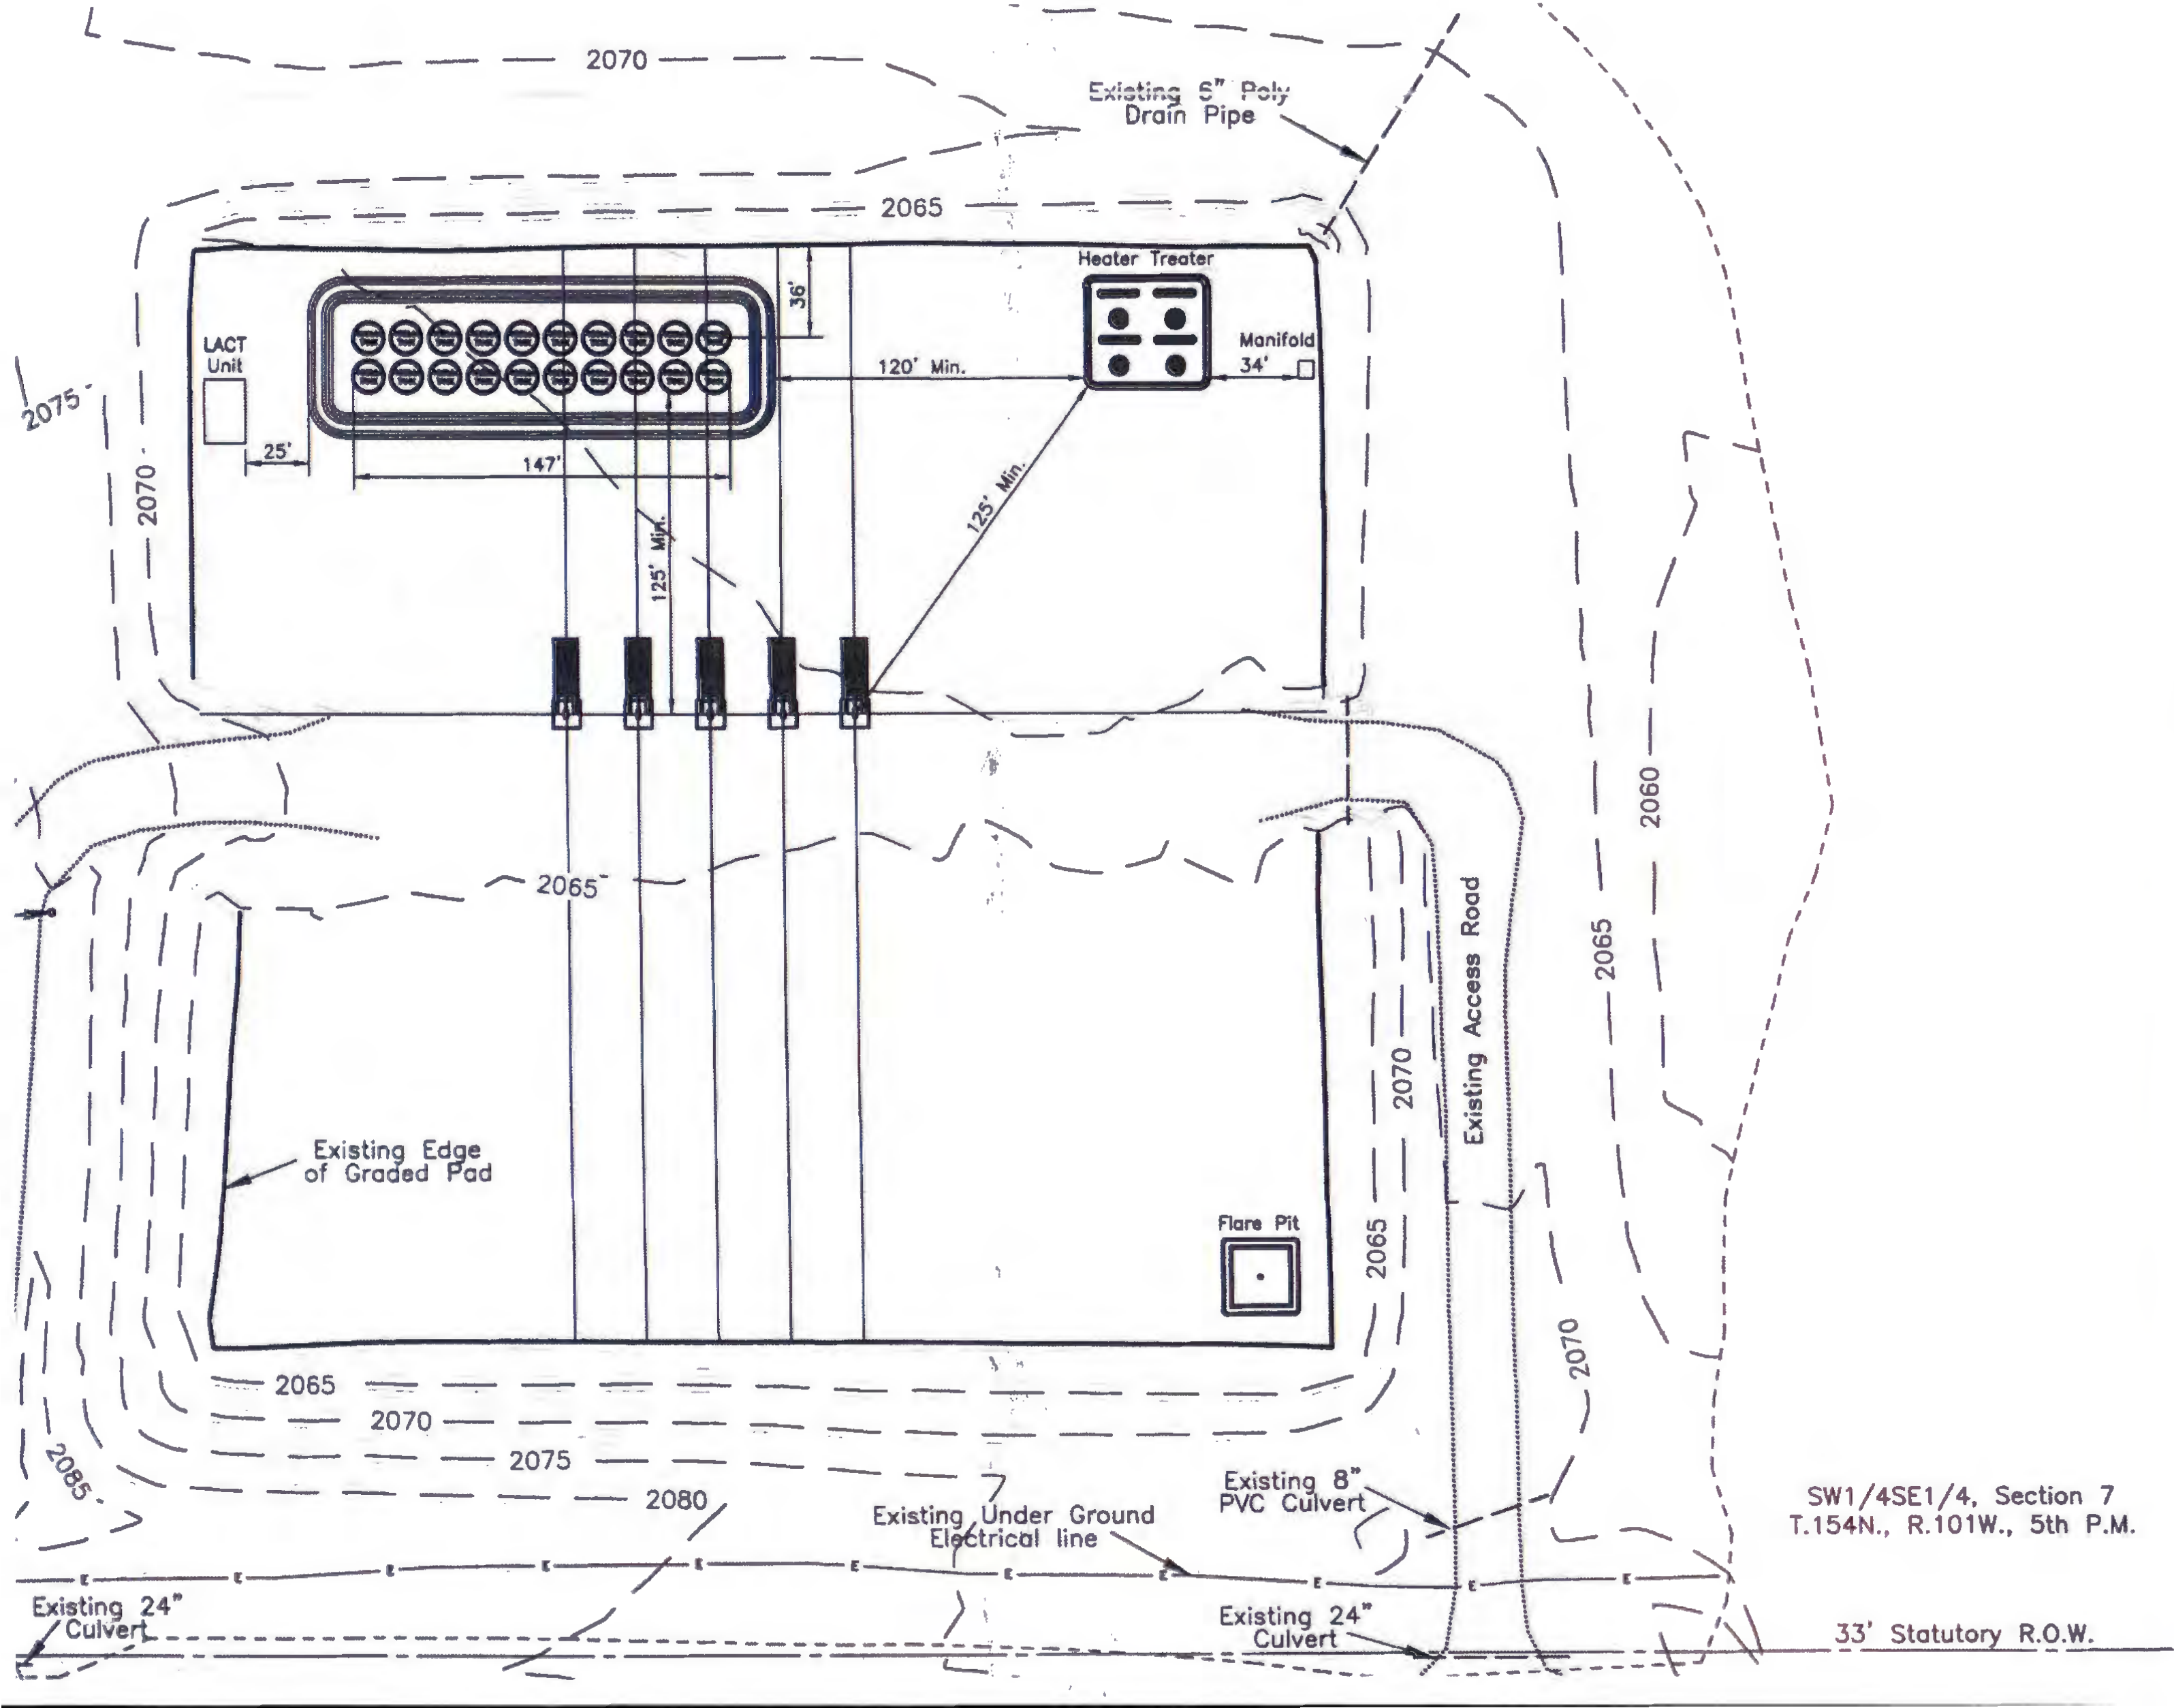 2070
Existing 6" Poly
Drain Pipe
2065
Heater Treater
36'
LACT
Unit
Manifold
34'
120' Min.
2075
25'
147'
2070
125' Min.
125' Min.
2060
2065
2065
Existing Access Road
2070
Existing Edge
of Graded Pad
Flare Pit
2065
2070
2065
2070
2075
2085
2080
Existing 8"
PVC Culvert
SW1/4SE1/4, Section 7
T.154N., R.101W., 5th P.M.
Existing Under Ground
Electrical line
E E E E E E E E E E E
Existing 24"
Culvert
Existing 24"
Culvert
33' Statutory R.O.W.